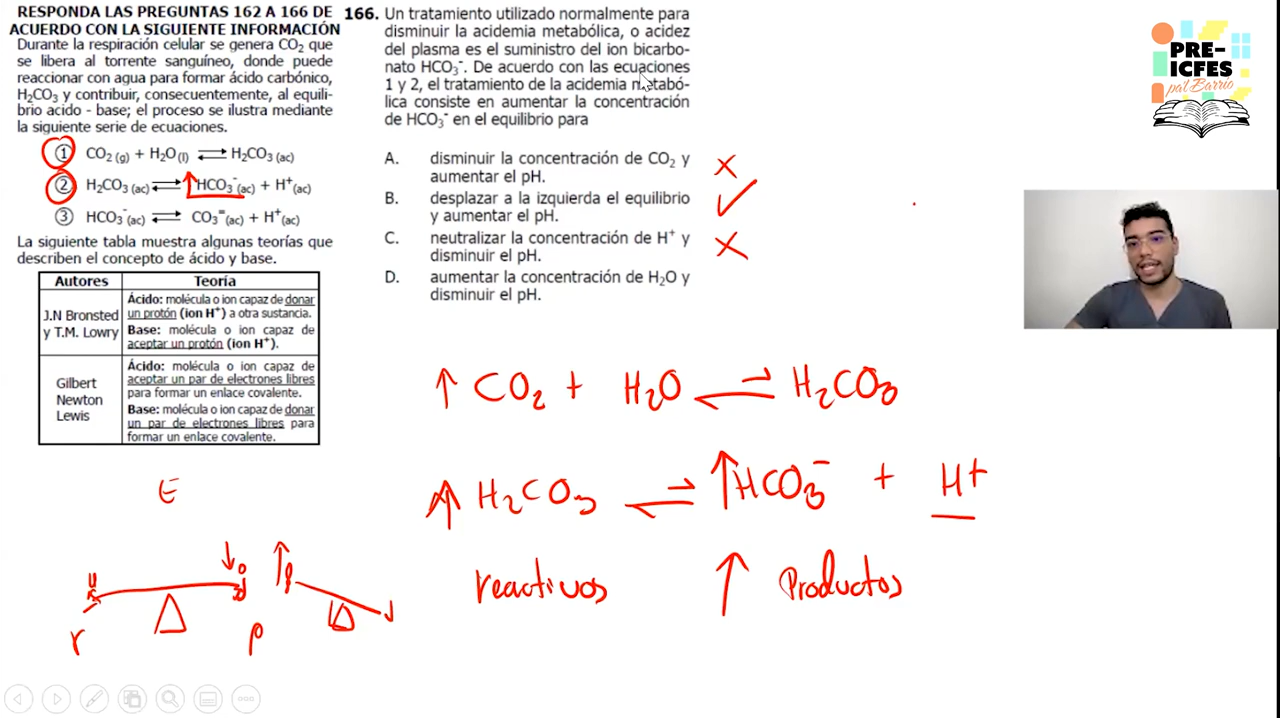 RESPONDA LAS PREGUNTAS 162 A 166 DE
ACUERDO CON LA SIGUIENTE INFORMACIÓN
Durante la respiración celular se genera CO₂ que
se libera al torrente sanguíneo, donde puede
reaccionar con agua para formar ácido carbónico,
H₂CO₃ y contribuir, consecuentemente, al equili-
brio acido - base; el proceso se ilustra mediante
la siguiente serie de ecuaciones.
① CO₂ (g) + H₂O (l) ⇌ H₂CO₃ (ac)
② H₂CO₃ (ac) ⇌ ↑HCO₃⁻(ac) + H⁺(ac)
③ HCO₃⁻(ac) ⇌ CO₃⁼(ac) + H⁺(ac)
La siguiente tabla muestra algunas teorías que
describen el concepto de ácido y base.
Autores Teoría
J.N Bronsted
y T.M. Lowry
Ácido: molécula o ion capaz de donar
un protón (ion H⁺) a otra sustancia.
Base: molécula o ion capaz de
aceptar un protón (ion H⁺).
Gilbert
Newton
Lewis
Ácido: molécula o ion capaz de
aceptar un par de electrones libres
para formar un enlace covalente.
Base: molécula o ion capaz de donar
un par de electrones libres para
formar un enlace covalente.
166. Un tratamiento utilizado normalmente para
disminuir la acidemia metabólica, o acidez
del plasma es el suministro del ion bicarbo-
nato HCO₃⁻. De acuerdo con las ecuaciones
1 y 2, el tratamiento de la acidemia metabó-
lica consiste en aumentar la concentración
de HCO₃⁻ en el equilibrio para
A. disminuir la concentración de CO₂ y
aumentar el pH.
B. desplazar a la izquierda el equilibrio
y aumentar el pH.
C. neutralizar la concentración de H⁺ y
disminuir el pH.
D. aumentar la concentración de H₂O y
disminuir el pH.
PRE-
ICFES
pa'l Barrio
↑ CO₂ + H₂O ⇌ H₂CO₃
↑ H₂CO₃ ⇌ ↑HCO₃⁻ + H⁺
reactivos ↑ Productos
E
r p